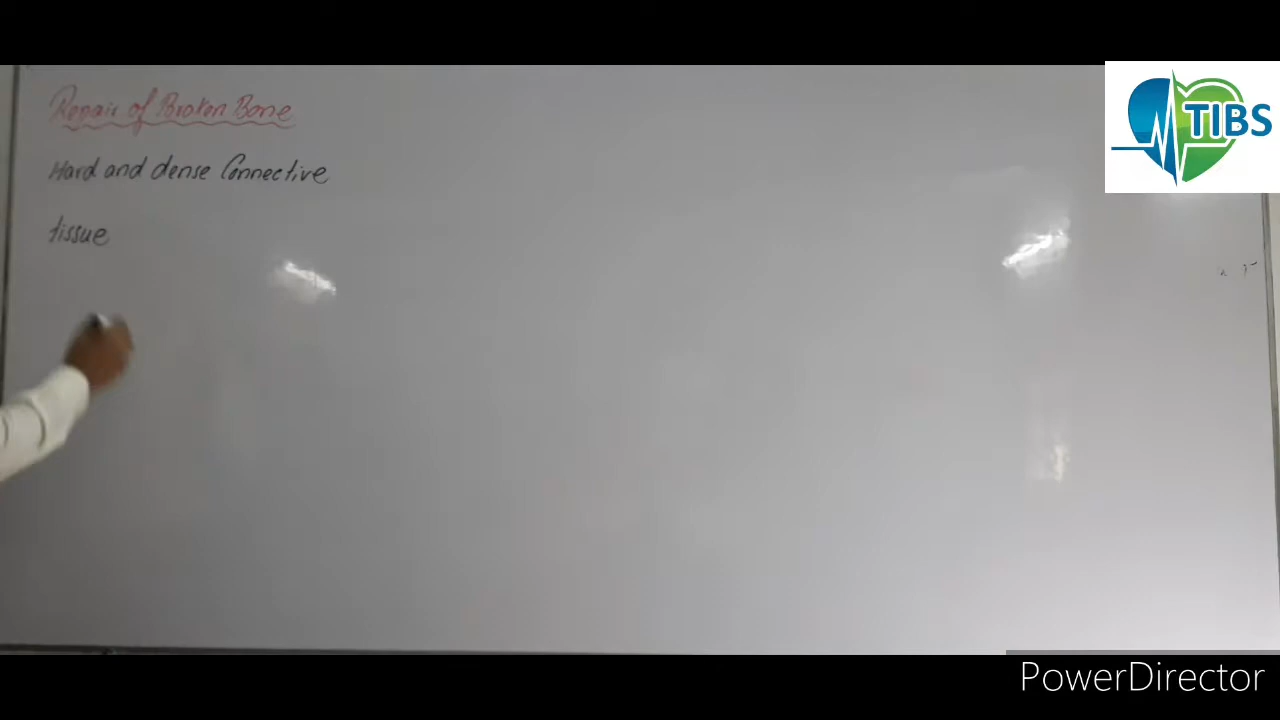 Repair of Broken Bone
TIBS
Hard and dense Connective
tissue
PowerDirector